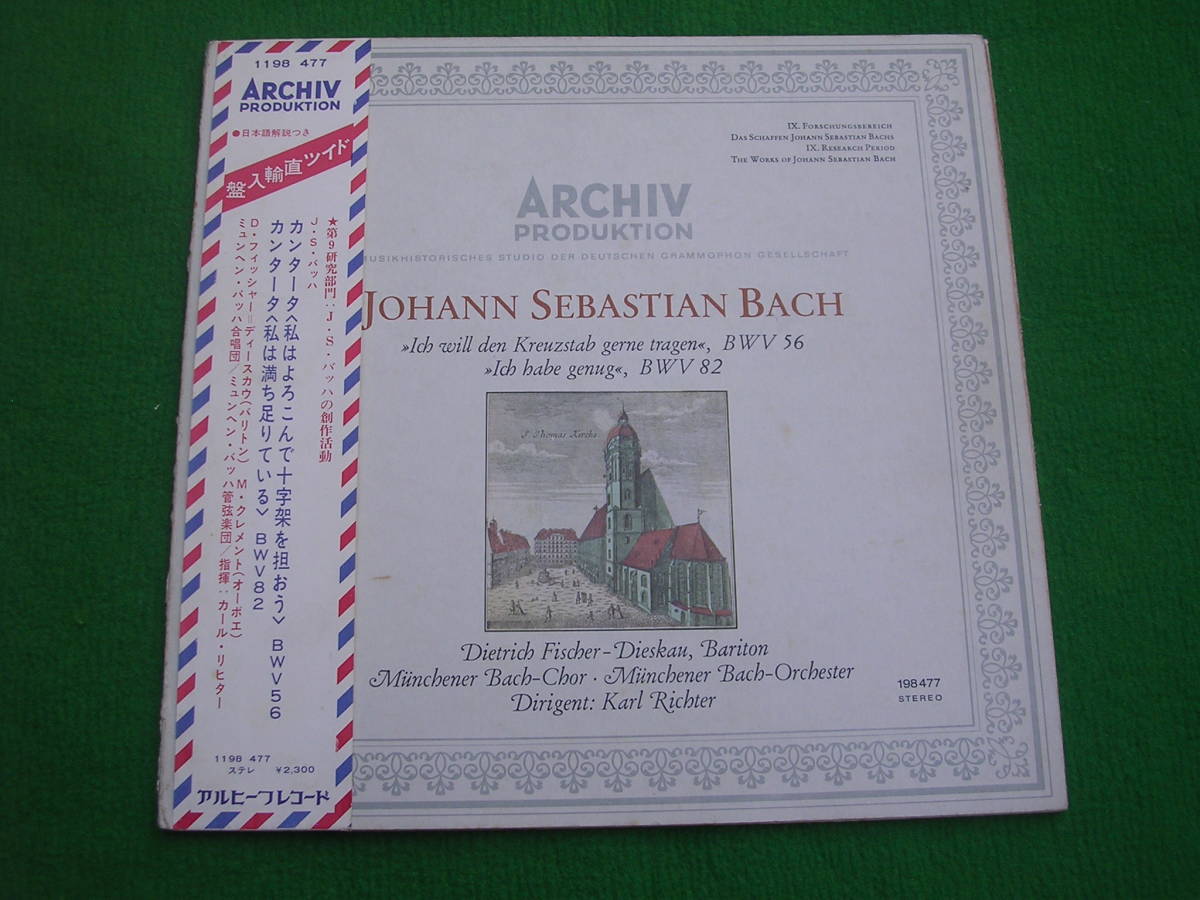 1198 477
ARCHIV
PRODUKTION
●日本語解説つき
ドイツ直輸入盤
★第9研究部門:J・S・バッハの創作活動
J・S・バッハ
カンタータ<私はよろこんで十字架を担おう> BWV56
カンタータ<私は満ち足りている> BWV82
D・フィッシャー=ディースカウ(バリトン) M・クレメント(オーボエ)
ミュンヘン・バッハ合唱団/ミュンヘン・バッハ管弦楽団/指揮:カール・リヒター
1198 477
ステレ ¥2,300
アルヒーフレコード
IX. Forschungsbereich
Das Schaffen Johann Sebastian Bachs
IX. Research Period
The Works of Johann Sebastian Bach
ARCHIV
PRODUKTION
MUSIKHISTORISCHES STUDIO DER DEUTSCHEN GRAMMOPHON GESELLSCHAFT
Johann Sebastian Bach
»Ich will den Kreuzstab gerne tragen«, BWV 56
»Ich habe genug«, BWV 82
S. Thomas Kirche
Dietrich Fischer-Dieskau, Bariton
Münchener Bach-Chor · Münchener Bach-Orchester
Dirigent: Karl Richter
198 477
STEREO